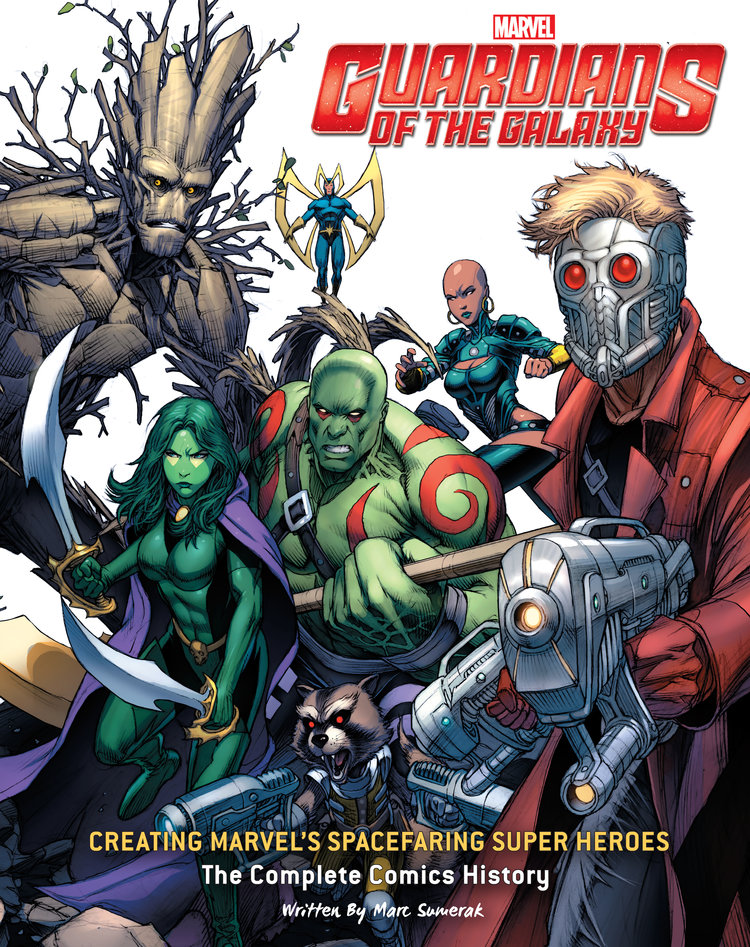 MARVEL
GUARDIANS
OF THE GALAXY
CREATING MARVEL'S SPACEFARING SUPER HEROES
The Complete Comics History
Written By Marc Sumerak